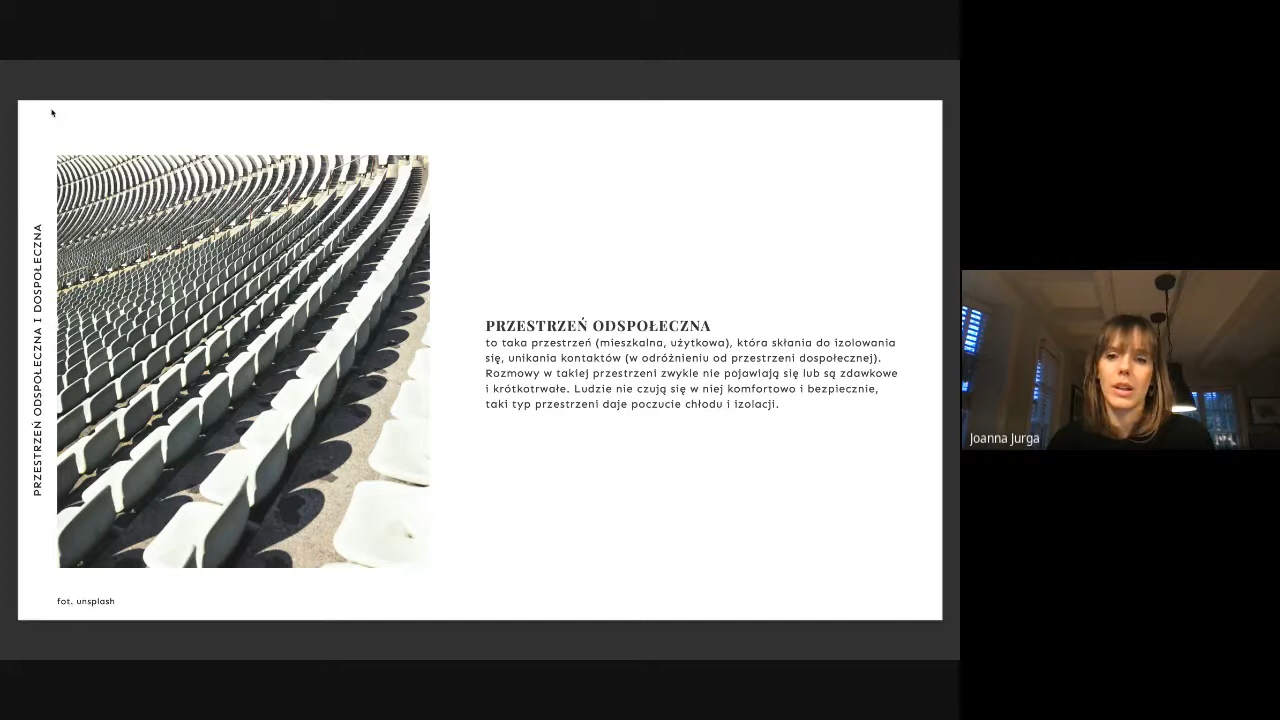 PRZESTRZEŃ ODSPOŁECZNA I DOSPOŁECZNA
PRZESTRZEŃ ODSPOŁECZNA
to taka przestrzeń (mieszkalna, użytkowa), która skłania do izolowania
się, unikania kontaktów (w odróżnieniu od przestrzeni dospołecznej).
Rozmowy w takiej przestrzeni zwykle nie pojawiają się lub są zdawkowe
i krótkotrwałe. Ludzie nie czują się w niej komfortowo i bezpiecznie,
taki typ przestrzeni daje poczucie chłodu i izolacji.
fot. unsplash
Joanna Jurga